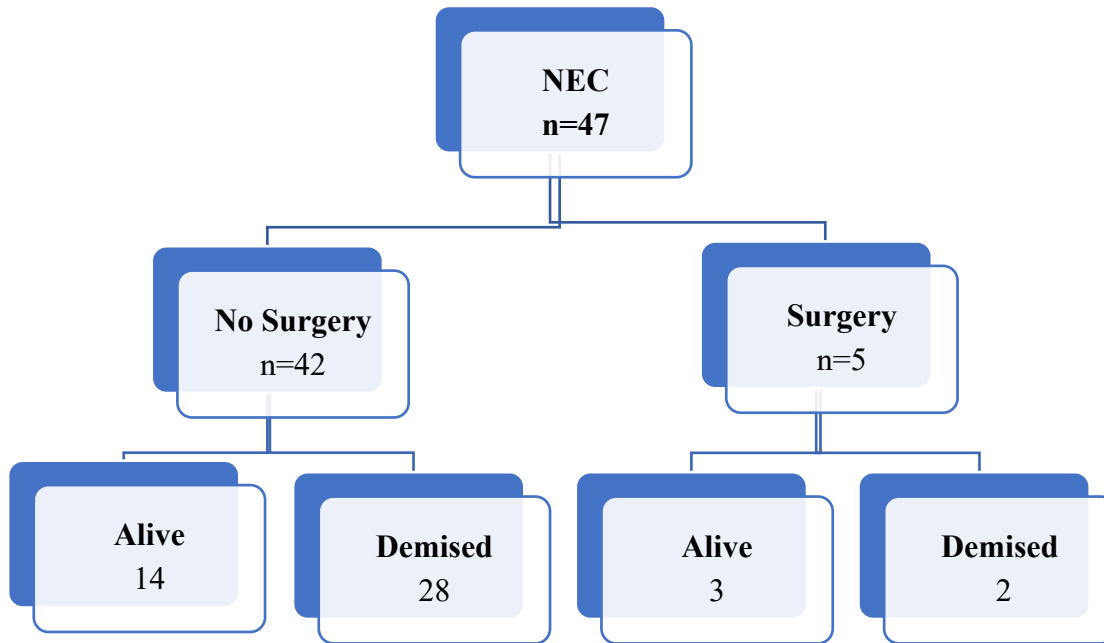 NEC
n=47
No Surgery
n=42
Surgery
n=5
Alive
14
Demised
28
Alive
3
Demised
2